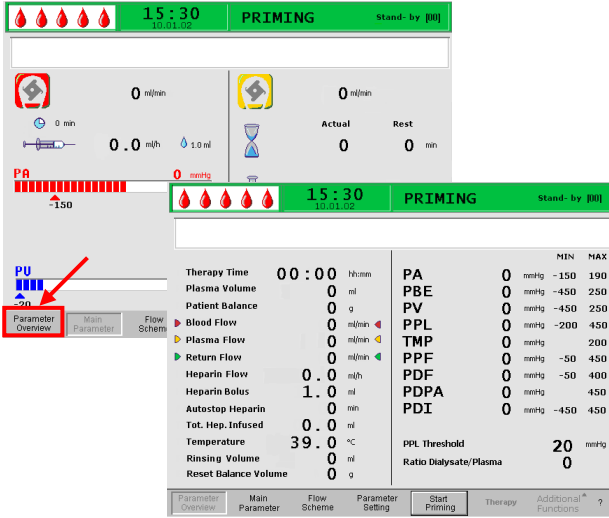 15:30
10.01.02
PRIMING
Stand- by [00]
0 ml/min
0 ml/min
0 min
0.0 ml/h
1.0 ml
Actual Rest
0 0 min
PA 0 mmHg
-150
PV
-20
Parameter Overview
Main Parameter
Flow Schem
15:30
10.01.02
PRIMING
Stand- by [00]
MIN MAX
Therapy Time 00:00 hh:mm
Plasma Volume 0 ml
Patient Balance 0 g
Blood Flow 0 ml/min
Plasma Flow 0 ml/min
Return Flow 0 ml/min
Heparin Flow 0.0 ml/h
Heparin Bolus 1.0 ml
Autostop Heparin 0 min
Tot. Hep. Infused 0.0 ml
Temperature 39.0 °C
Rinsing Volume 0 ml
Reset Balance Volume 0 g
PA 0 mmHg -150 190
PBE 0 mmHg -450 250
PV 0 mmHg -450 250
PPL 0 mmHg -200 450
TMP 0 mmHg 200
PPF 0 mmHg -50 450
PDF 0 mmHg -50 400
PDPA 0 mmHg 450
PDI 0 mmHg -450 450
PPL Threshold 20 mmHg
Ratio Dialysate/Plasma 0
Parameter Overview
Main Parameter
Flow Scheme
Parameter Setting
Start Priming
Therapy
Additional Functions
?